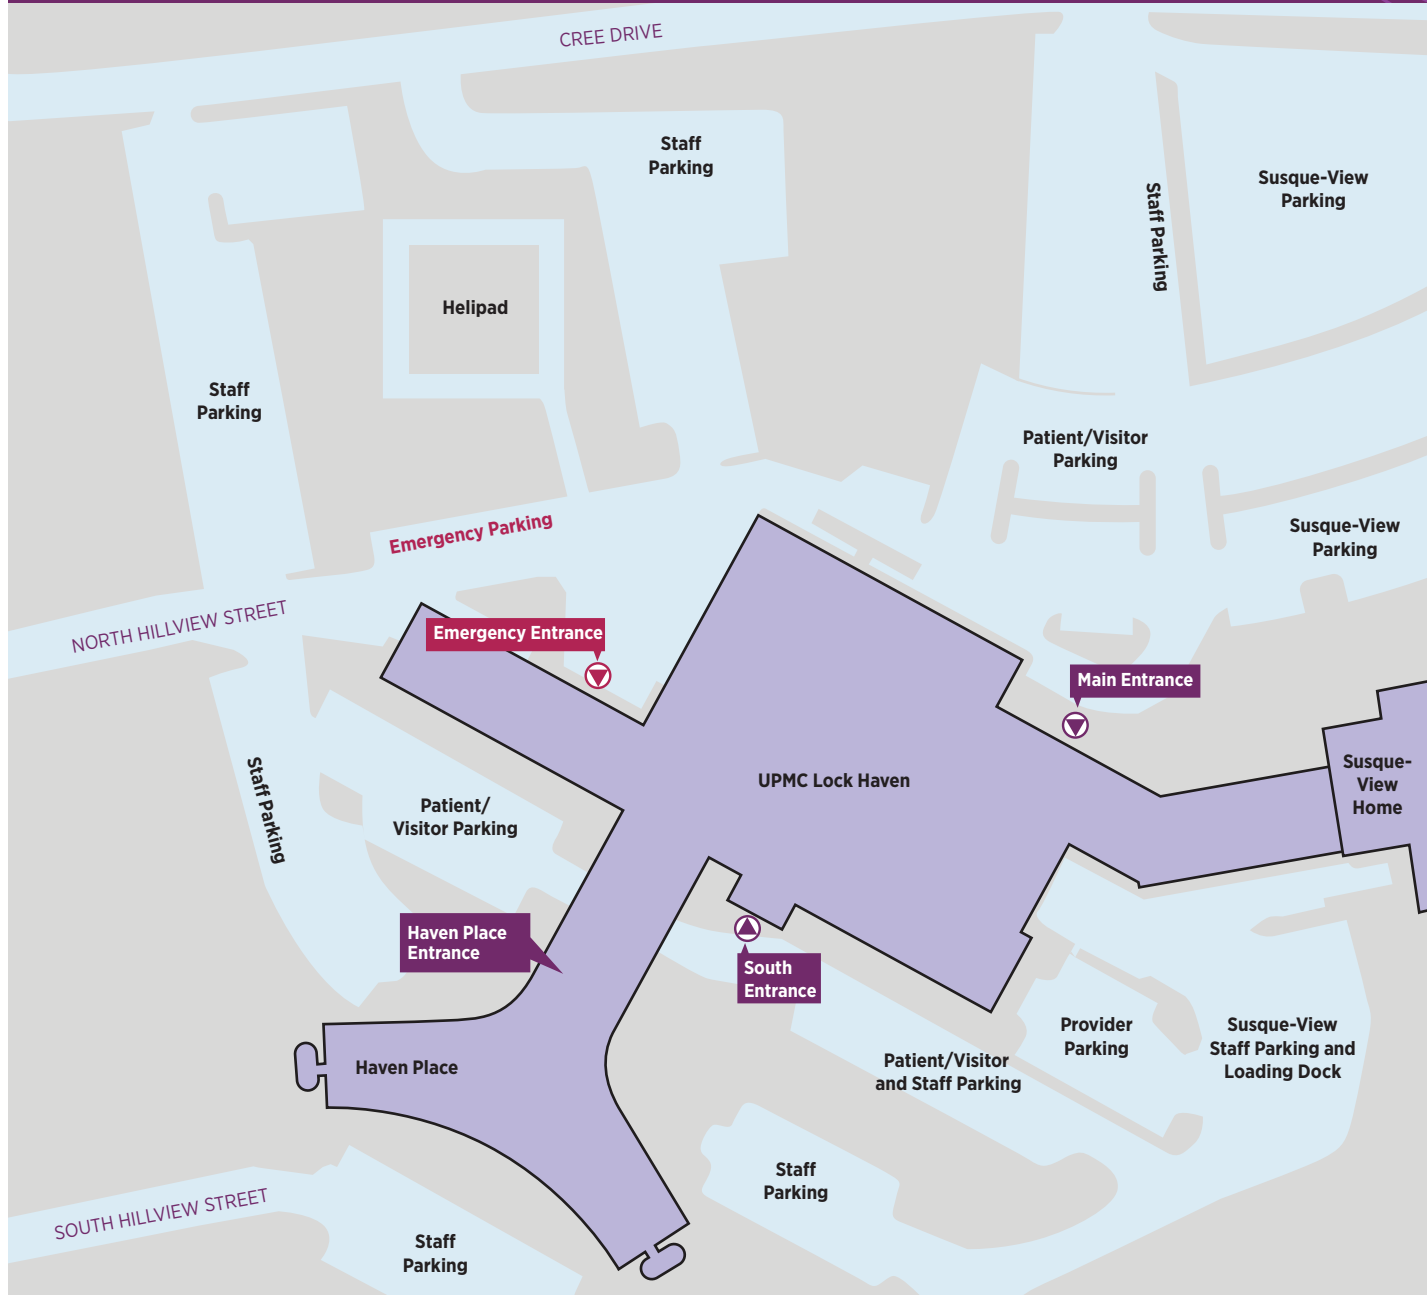 CREE DRIVE
Staff
Parking
Susque-View
Parking
Staff Parking
Helipad
Staff
Parking
Patient/Visitor
Parking
Emergency Parking
Susque-View
Parking
NORTH HILLVIEW STREET
Emergency Entrance
Main Entrance
Staff Parking
UPMC Lock Haven
Susque-
View
Home
Patient/
Visitor Parking
Haven Place
Entrance
South
Entrance
Provider
Parking
Susque-View
Staff Parking and
Loading Dock
Haven Place
Patient/Visitor
and Staff Parking
Staff
Parking
SOUTH HILLVIEW STREET
Staff
Parking